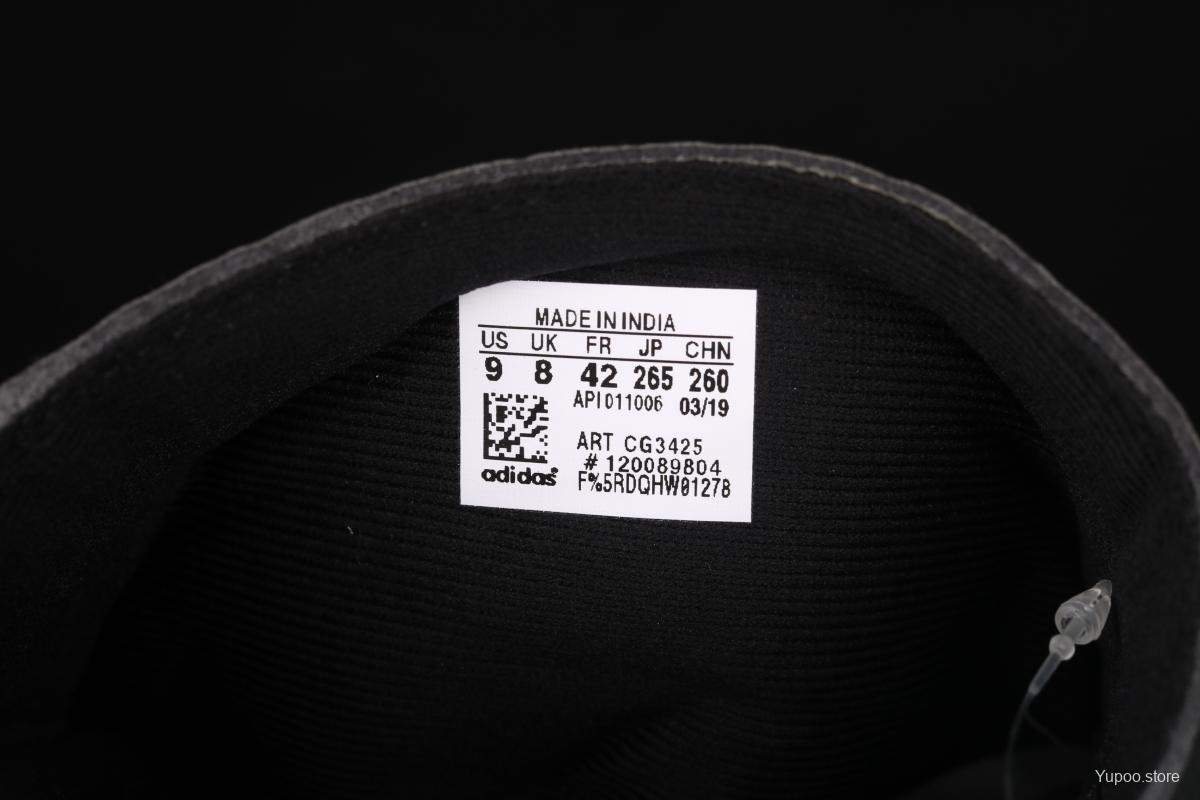 MADE IN INDIA
US UK FR JP CHN
9 8 42 265 260
API011006 03/19
ART CG3425
# 120089804
adidas
F%5RDQHW01278
Yupoo.store